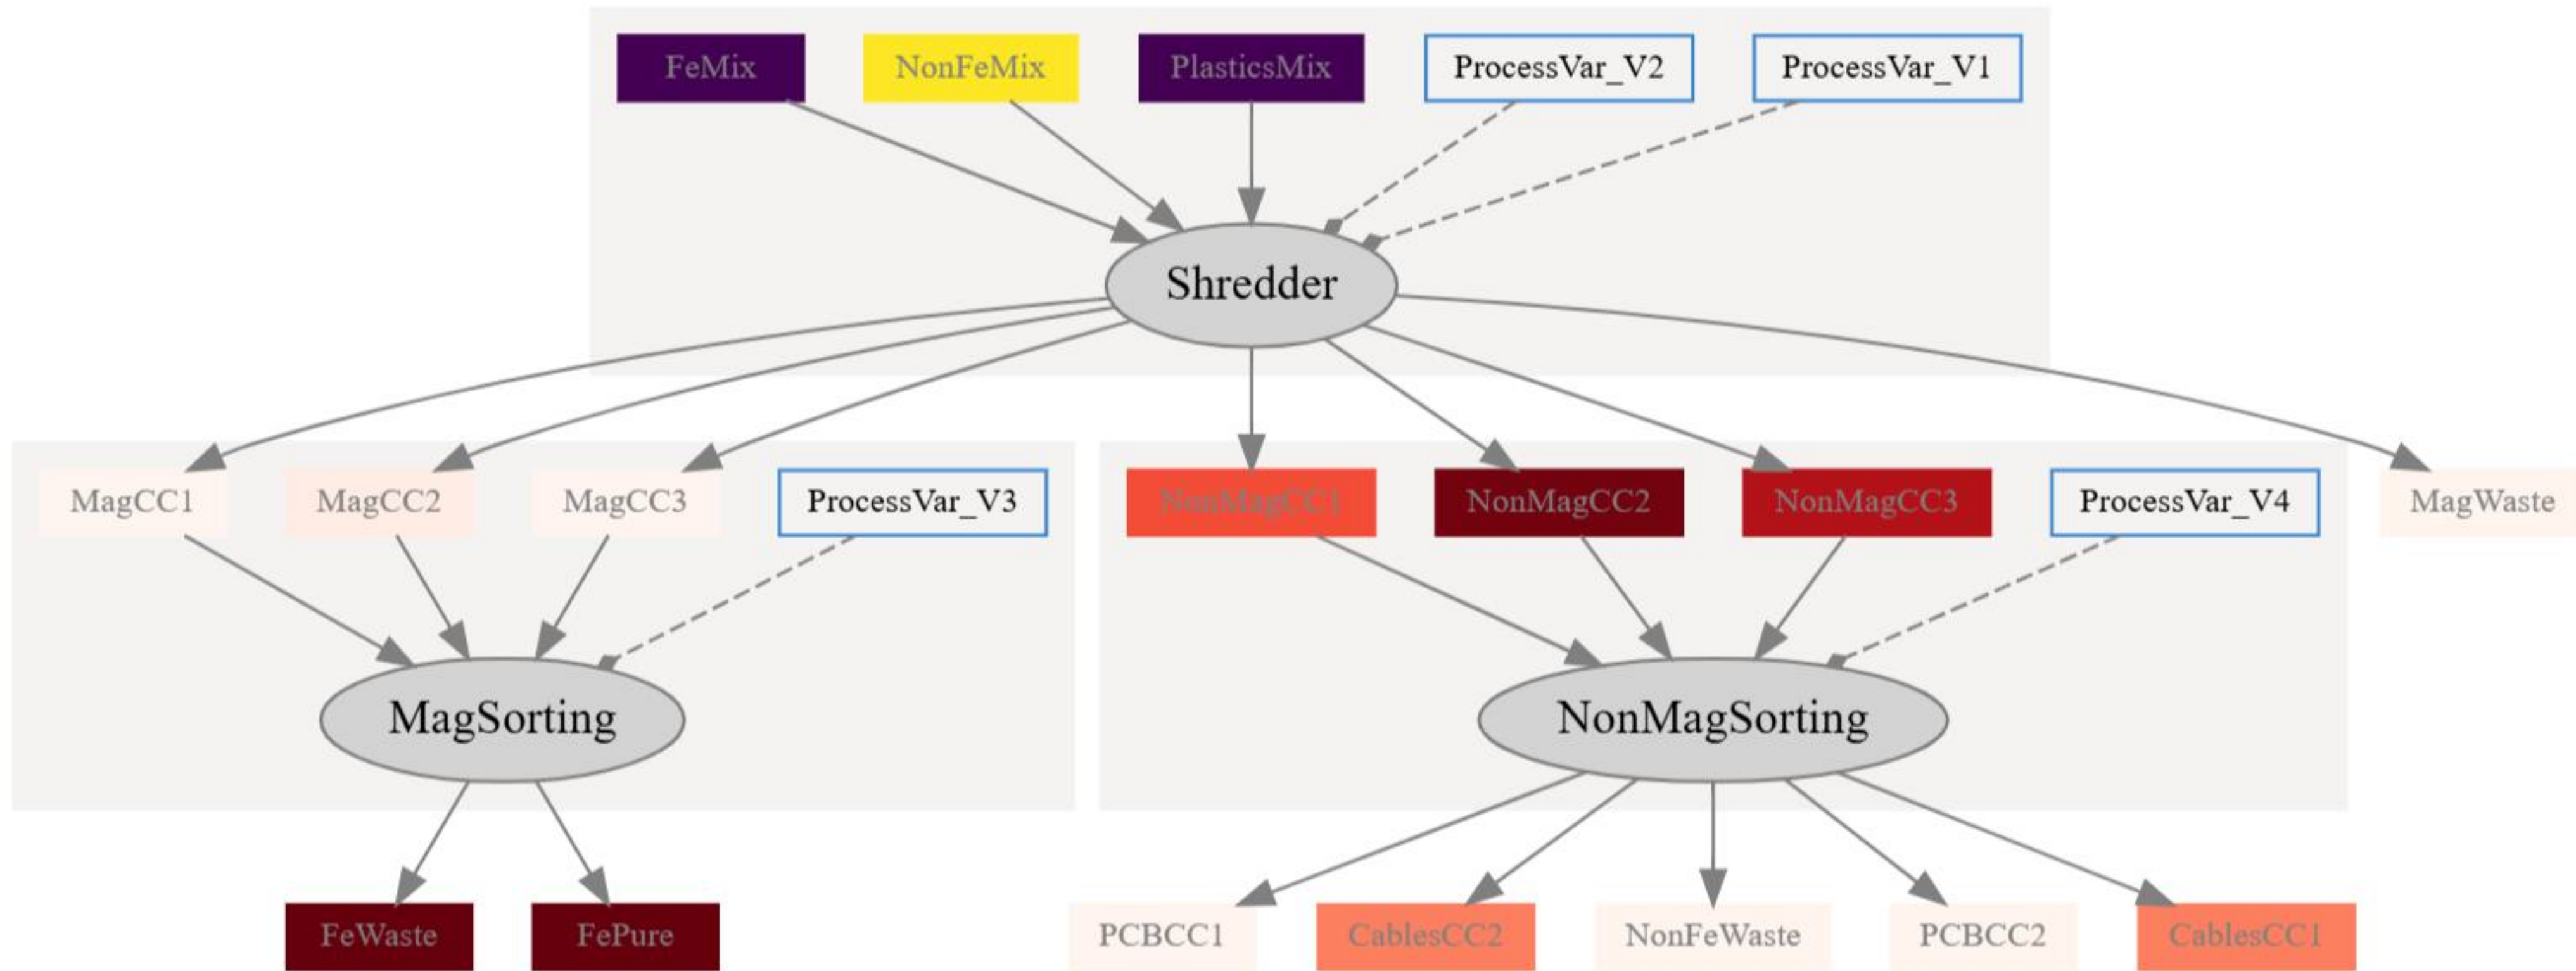 FeMix
NonFeMix
PlasticsMix
ProcessVar_V2
ProcessVar_V1
Shredder
MagCC1
MagCC2
MagCC3
ProcessVar_V3
NonMagCC1
NonMagCC2
NonMagCC3
ProcessVar_V4
MagWaste
MagSorting
NonMagSorting
FeWaste
FePure
PCBCC1
CablesCC2
NonFeWaste
PCBCC2
CablesCC1